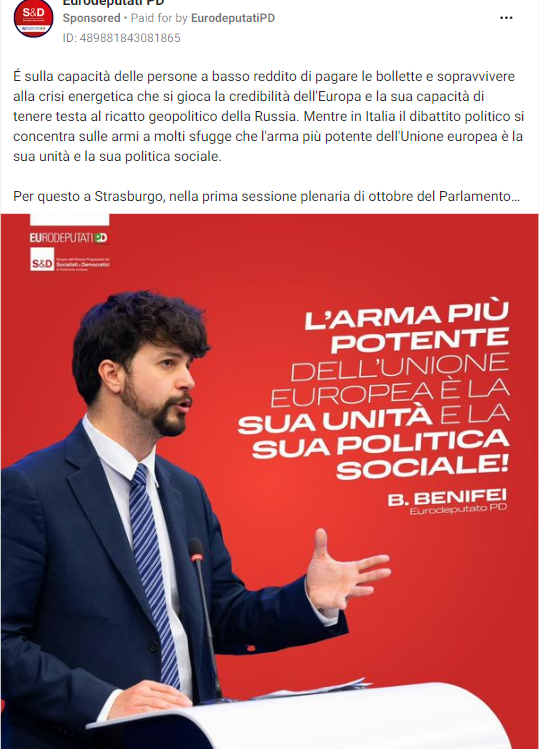 Eurodeputati PD
Sponsored • Paid for by EurodeputatiPD
ID: 489881843081865
É sulla capacità delle persone a basso reddito di pagare le bollette e sopravvivere
alla crisi energetica che si gioca la credibilità dell'Europa e la sua capacità di
tenere testa al ricatto geopolitico della Russia. Mentre in Italia il dibattito politico si
concentra sulle armi a molti sfugge che l'arma più potente dell'Unione europea è la
sua unità e la sua politica sociale.
Per questo a Strasburgo, nella prima sessione plenaria di ottobre del Parlamento…
EURODEPUTATI PD
S&D
Socialisti e Democratici
L'ARMA PIÙ
POTENTE
DELL'UNIONE
EUROPEA È LA
SUA UNITÀ E LA
SUA POLITICA
SOCIALE!
B. BENIFEI
Eurodeputato PD